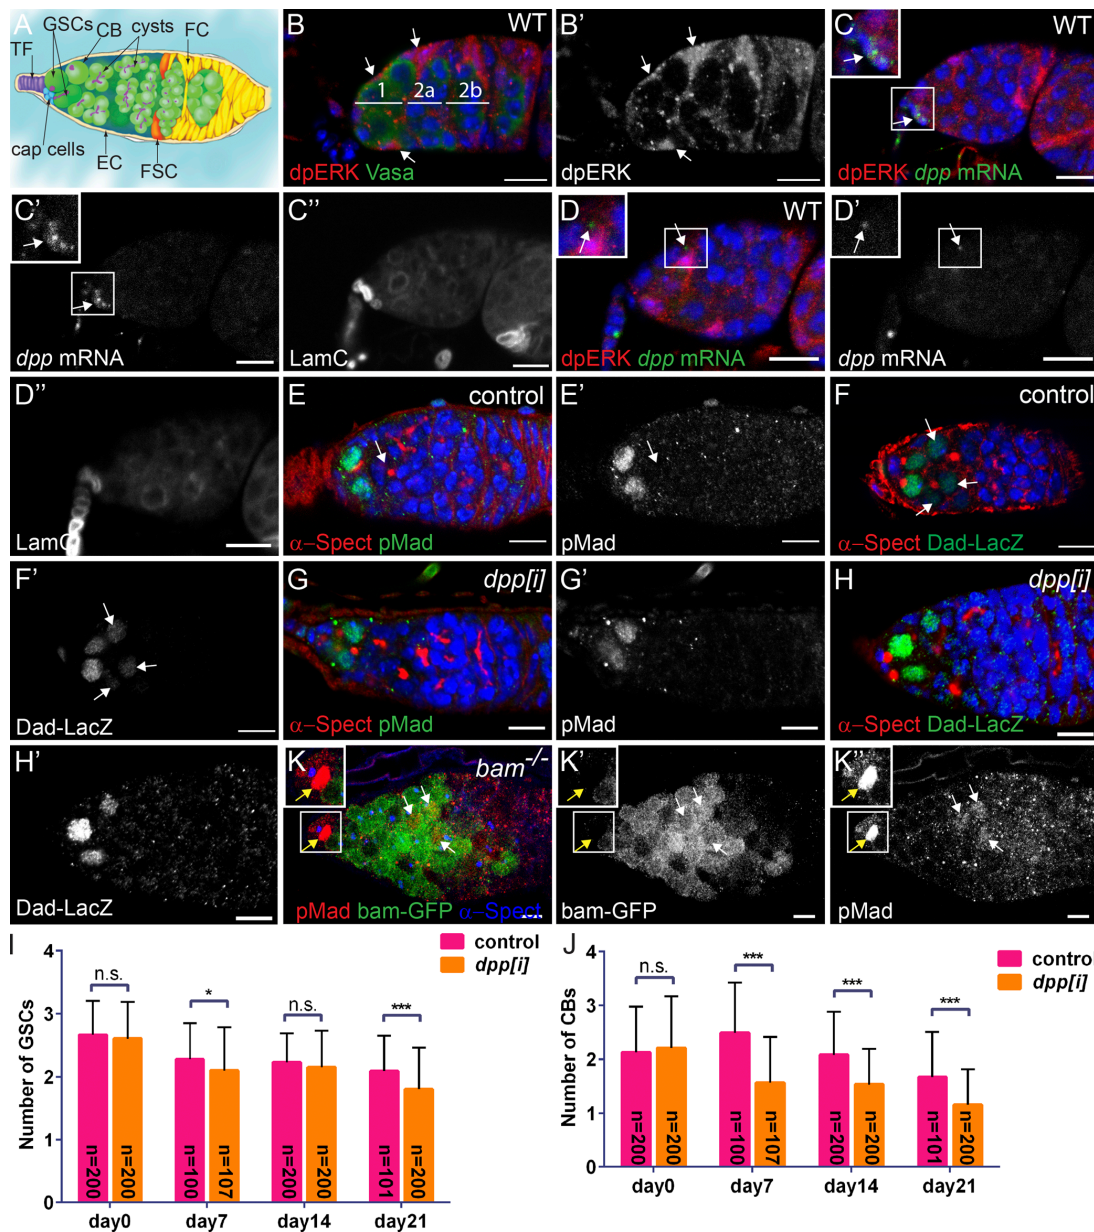 A
GSCs
CB
cysts
FC
TF
cap cells
EC
FSC
B
WT
1
2a
2b
dpERK Vasa
B’
dpERK
C
WT
dpERK dpp mRNA
C’
dpp mRNA
C’’
LamC
D
WT
dpERK dpp mRNA
D’
dpp mRNA
D’’
LamC
E
control
α–Spect pMad
E’
pMad
F
control
α–Spect Dad-LacZ
F’
Dad-LacZ
G
dpp[i]
α–Spect pMad
G’
pMad
H
dpp[i]
α–Spect Dad-LacZ
H’
Dad-LacZ
K
bam-/-
pMad bam-GFP α–Spect
K’
bam-GFP
K’’
pMad
I
control
dpp[i]
Number of GSCs
4
3
2
1
0
n.s.
*
n.s.
***
n=200
n=200
n=100
n=107
n=200
n=200
n=101
n=200
day0
day7
day14
day21
J
control
dpp[i]
Number of CBs
4
3
2
1
0
n.s.
***
***
***
n=200
n=200
n=100
n=107
n=200
n=200
n=101
n=200
day0
day7
day14
day21